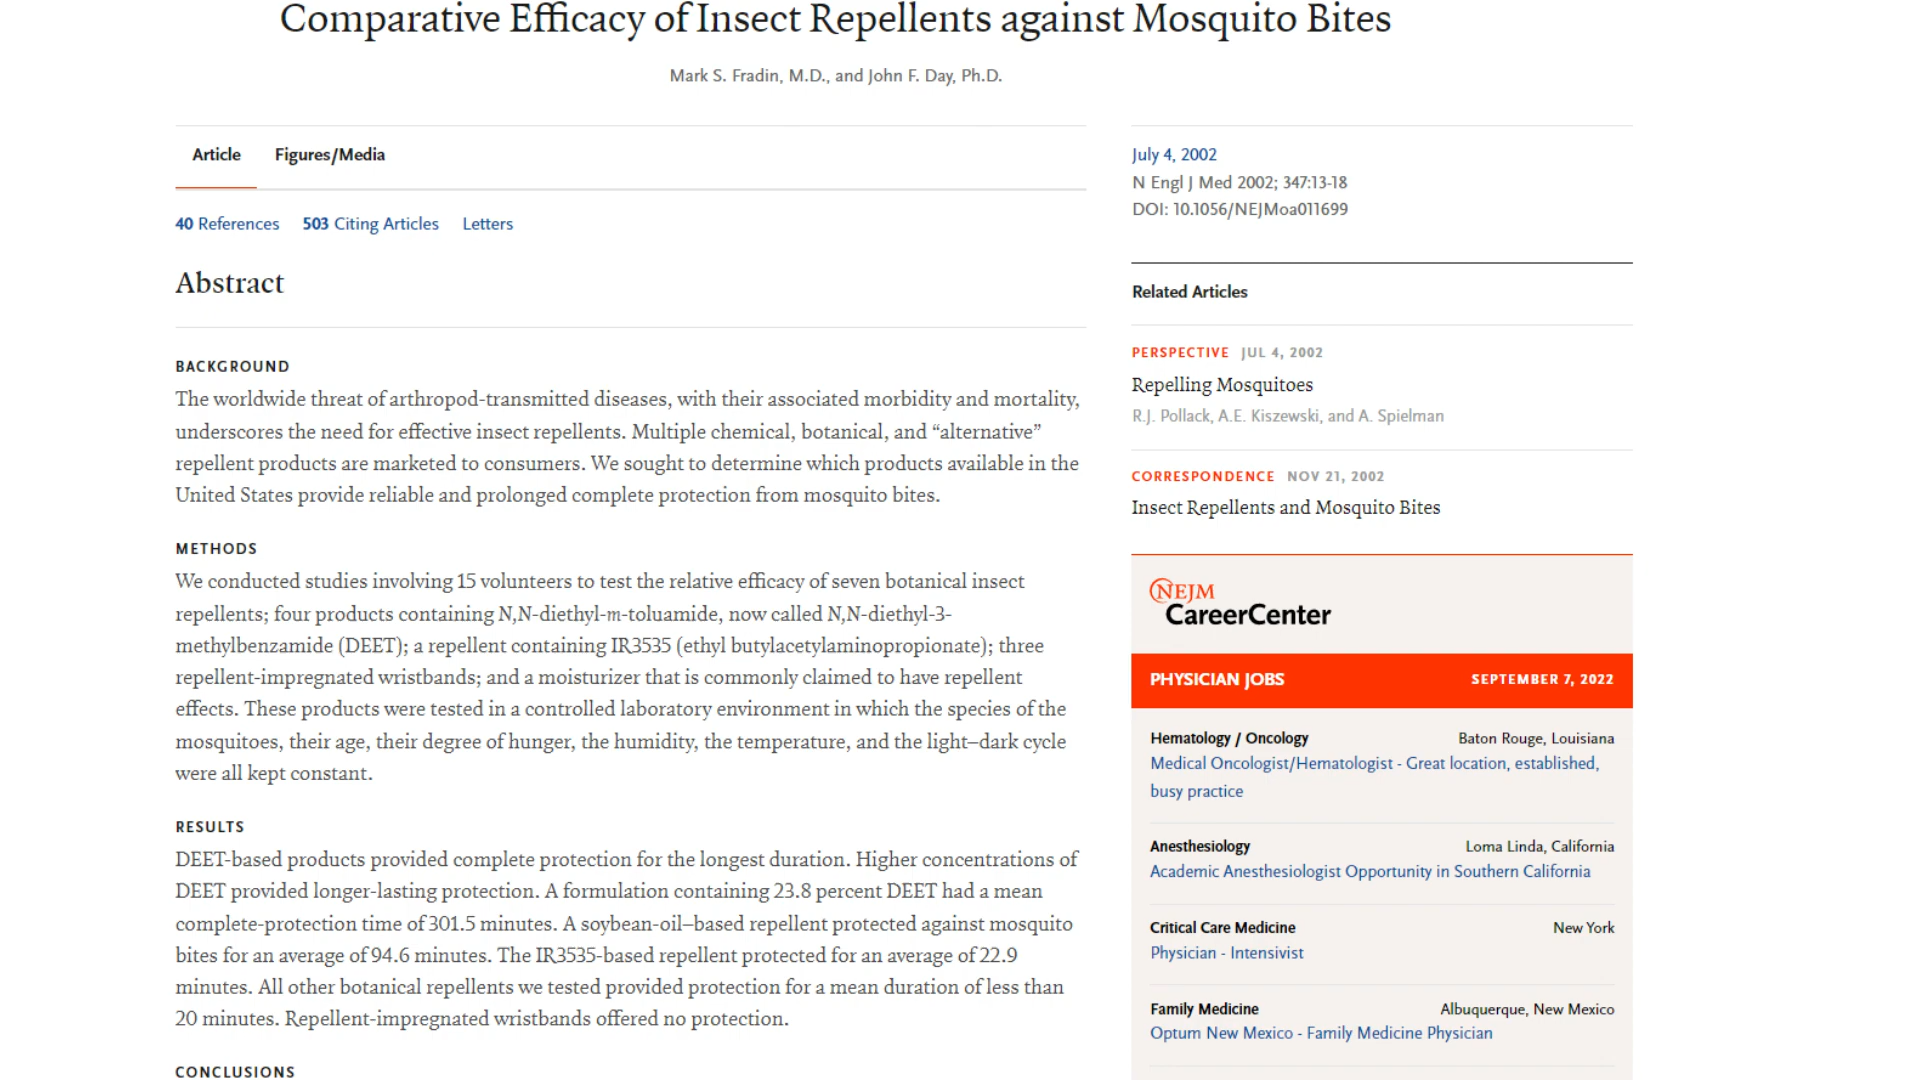 Comparative Efficacy of Insect Repellents against Mosquito Bites
Mark S. Fradin, M.D., and John F. Day, Ph.D.
Article Figures/Media
40 References 503 Citing Articles Letters
Abstract
BACKGROUND
The worldwide threat of arthropod-transmitted diseases, with their associated morbidity and mortality,
underscores the need for effective insect repellents. Multiple chemical, botanical, and “alternative”
repellent products are marketed to consumers. We sought to determine which products available in the
United States provide reliable and prolonged complete protection from mosquito bites.
METHODS
We conducted studies involving 15 volunteers to test the relative efficacy of seven botanical insect
repellents; four products containing N,N-diethyl-m-toluamide, now called N,N-diethyl-3-
methylbenzamide (DEET); a repellent containing IR3535 (ethyl butylacetylaminopropionate); three
repellent-impregnated wristbands; and a moisturizer that is commonly claimed to have repellent
effects. These products were tested in a controlled laboratory environment in which the species of the
mosquitoes, their age, their degree of hunger, the humidity, the temperature, and the light–dark cycle
were all kept constant.
RESULTS
DEET-based products provided complete protection for the longest duration. Higher concentrations of
DEET provided longer-lasting protection. A formulation containing 23.8 percent DEET had a mean
complete-protection time of 301.5 minutes. A soybean-oil–based repellent protected against mosquito
bites for an average of 94.6 minutes. The IR3535-based repellent protected for an average of 22.9
minutes. All other botanical repellents we tested provided protection for a mean duration of less than
20 minutes. Repellent-impregnated wristbands offered no protection.
CONCLUSIONS
July 4, 2002
N Engl J Med 2002; 347:13-18
DOI: 10.1056/NEJMoa011699
Related Articles
PERSPECTIVE JUL 4, 2002
Repelling Mosquitoes
R.J. Pollack, A.E. Kiszewski, and A. Spielman
CORRESPONDENCE NOV 21, 2002
Insect Repellents and Mosquito Bites
NEJM
CareerCenter
PHYSICIAN JOBS SEPTEMBER 7, 2022
Hematology / Oncology Baton Rouge, Louisiana
Medical Oncologist/Hematologist - Great location, established,
busy practice
Anesthesiology Loma Linda, California
Academic Anesthesiologist Opportunity in Southern California
Critical Care Medicine New York
Physician - Intensivist
Family Medicine Albuquerque, New Mexico
Optum New Mexico - Family Medicine Physician